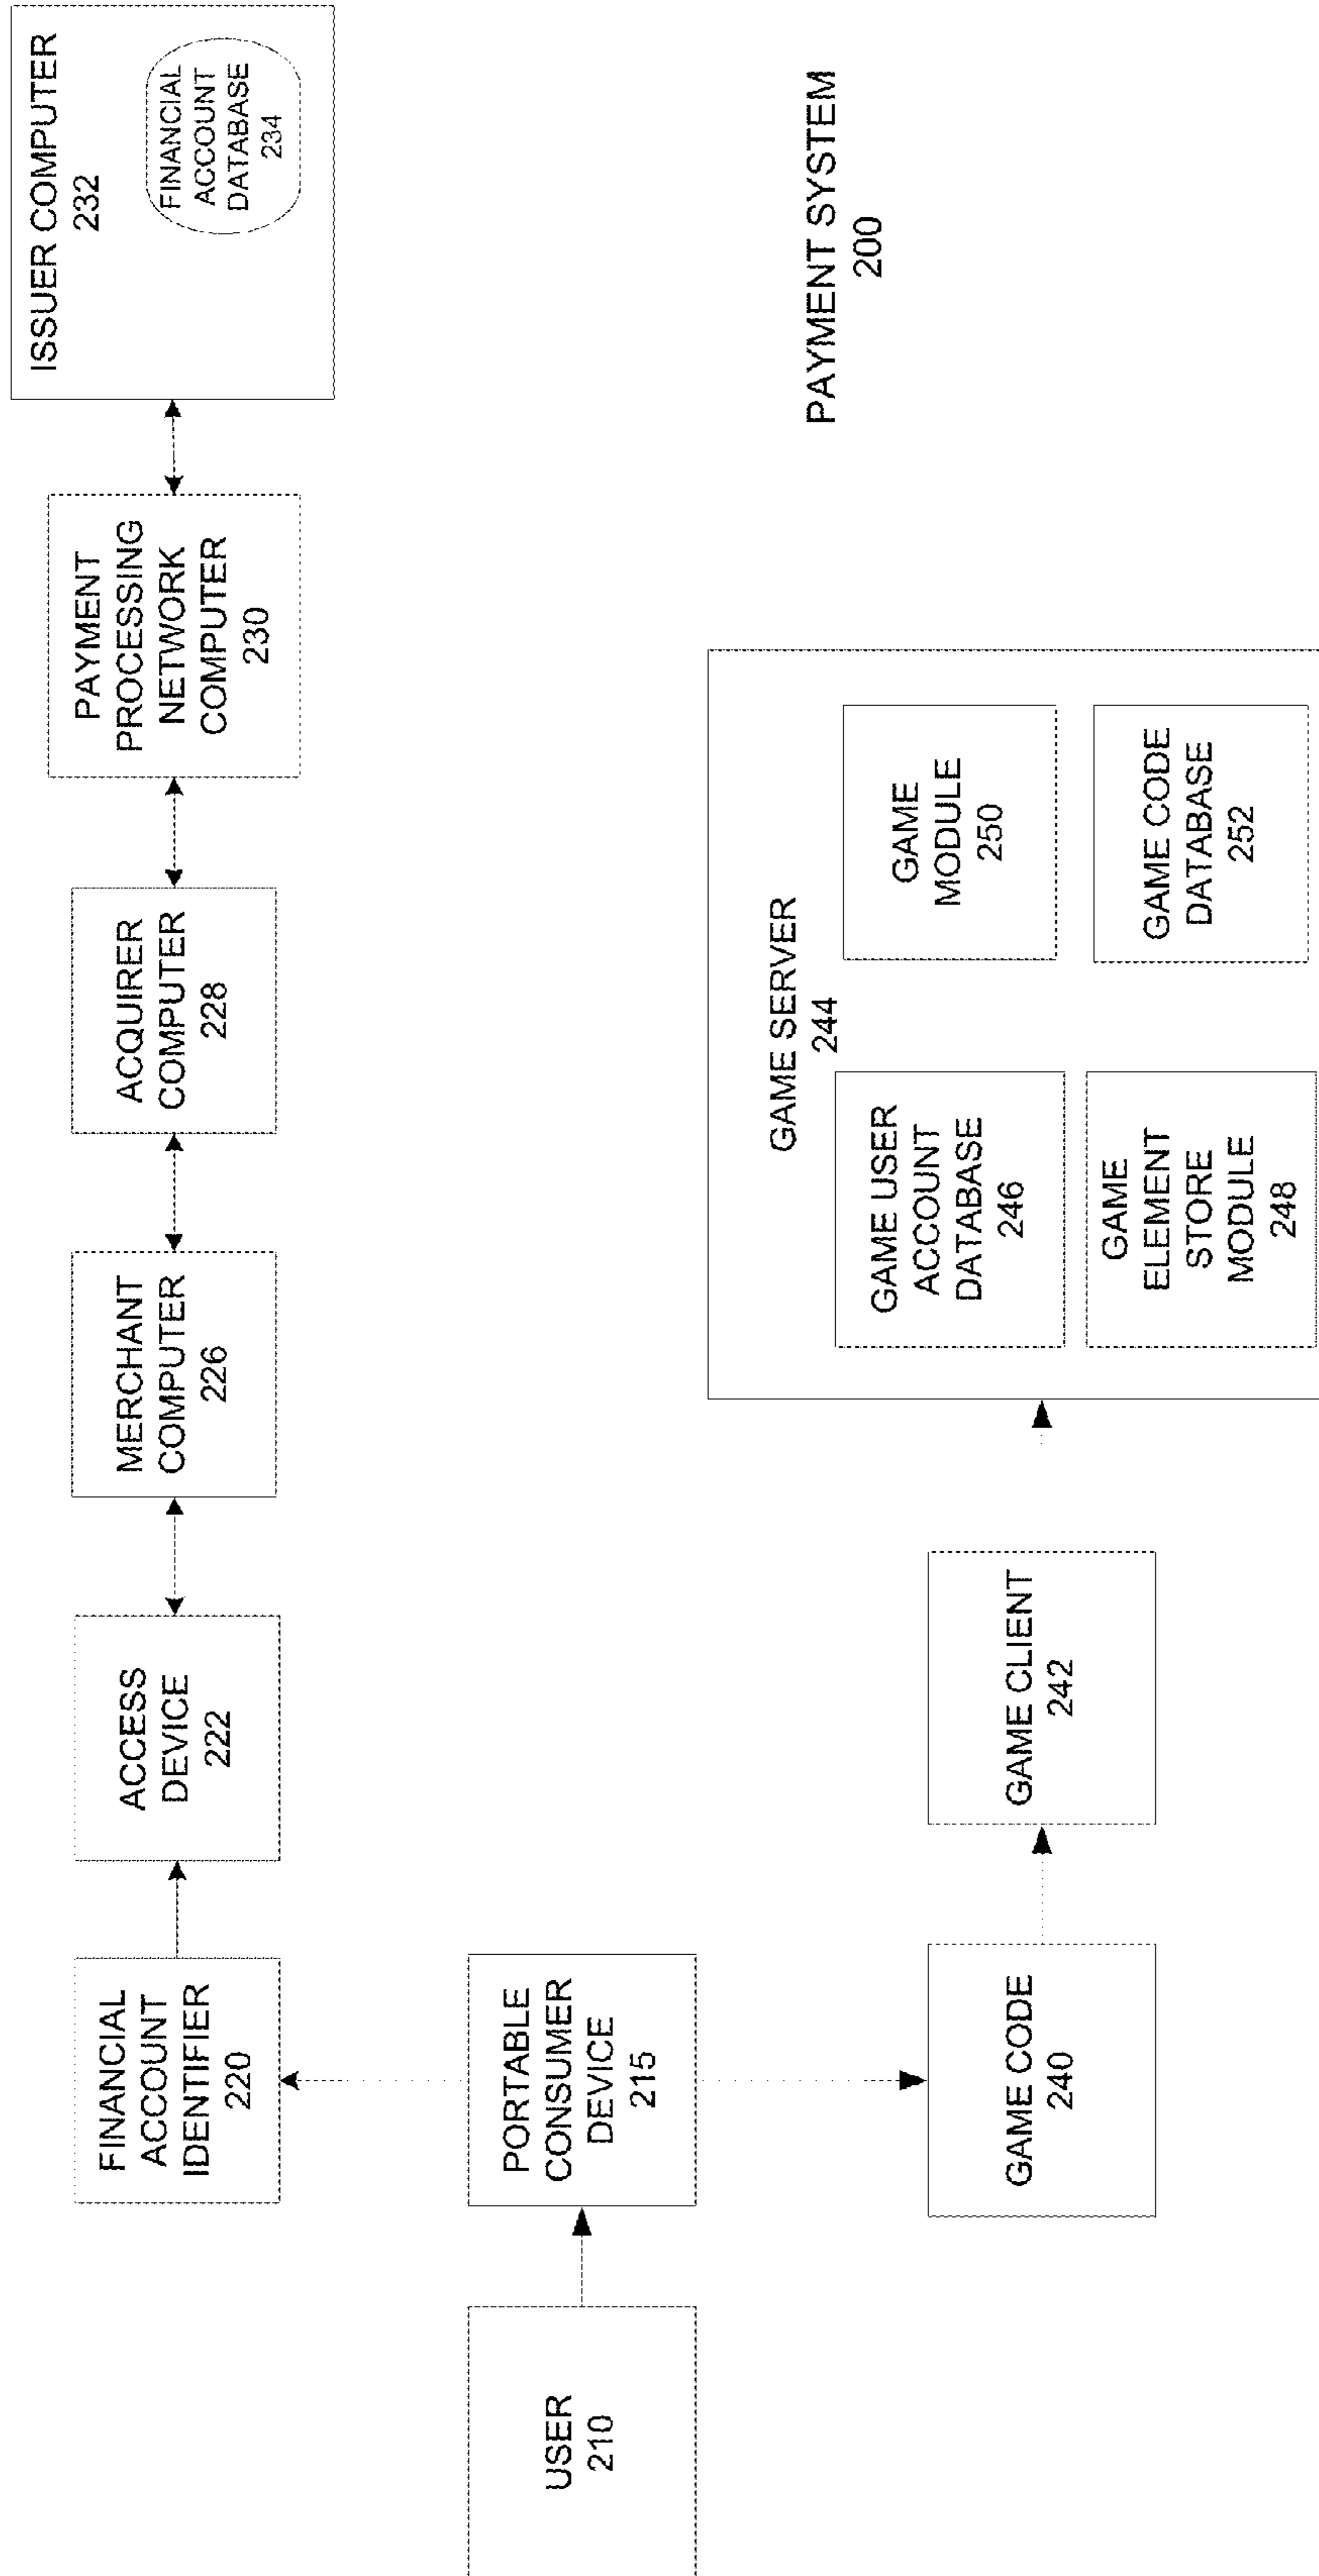 USER
210
PORTABLE
CONSUMER
DEVICE
215
FINANCIAL
ACCOUNT
IDENTIFIER
220
ACCESS
DEVICE
222
MERCHANT
COMPUTER
226
ACQUIRER
COMPUTER
228
PAYMENT
PROCESSING
NETWORK
COMPUTER
230
ISSUER COMPUTER
232
FINANCIAL
ACCOUNT
DATABASE
234
GAME CODE
240
GAME CLIENT
242
GAME SERVER
244
GAME USER
ACCOUNT
DATABASE
246
GAME
MODULE
250
GAME
ELEMENT
STORE
MODULE
248
GAME CODE
DATABASE
252
PAYMENT SYSTEM
200